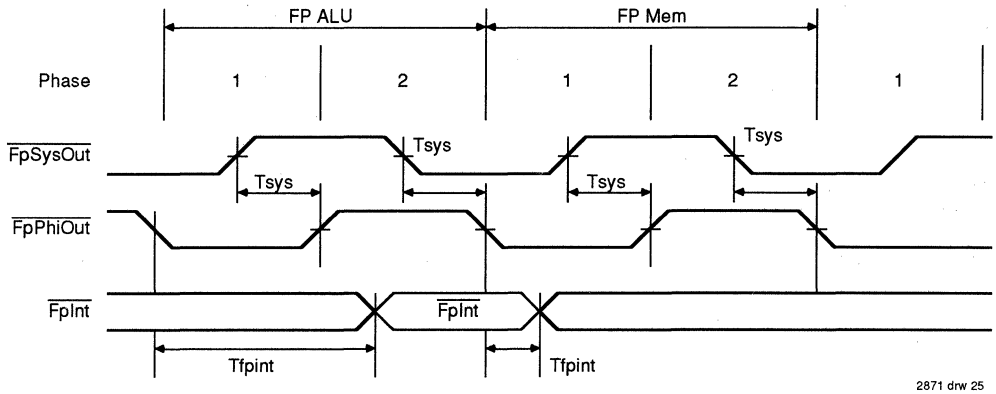 FP ALU FP Mem
Phase 1 2 1 2 1
FpSysOut Tsys Tsys
Tsys Tsys
FpPhiOut
FpInt FpInt
Tfpint Tfpint
2871 drw 25